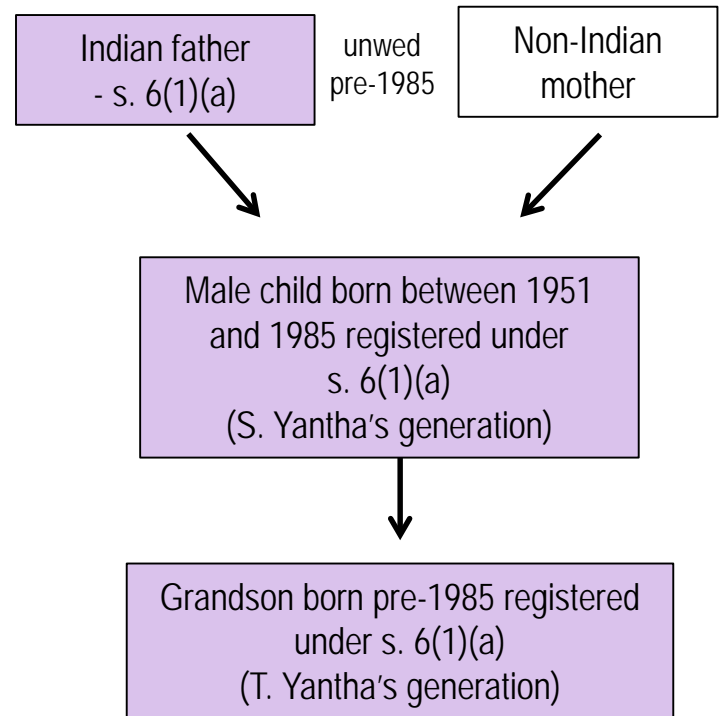 Indian father
- s. 6(1)(a)
unwed
pre-1985
Non-Indian
mother
Male child born between 1951
and 1985 registered under
s. 6(1)(a)
(S. Yantha's generation)
Grandson born pre-1985 registered
under s. 6(1)(a)
(T. Yantha's generation)